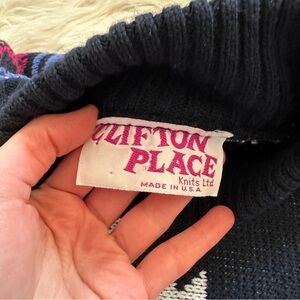 CLIFTON
PLACE
Knits Ltd
MADE IN U.S.A